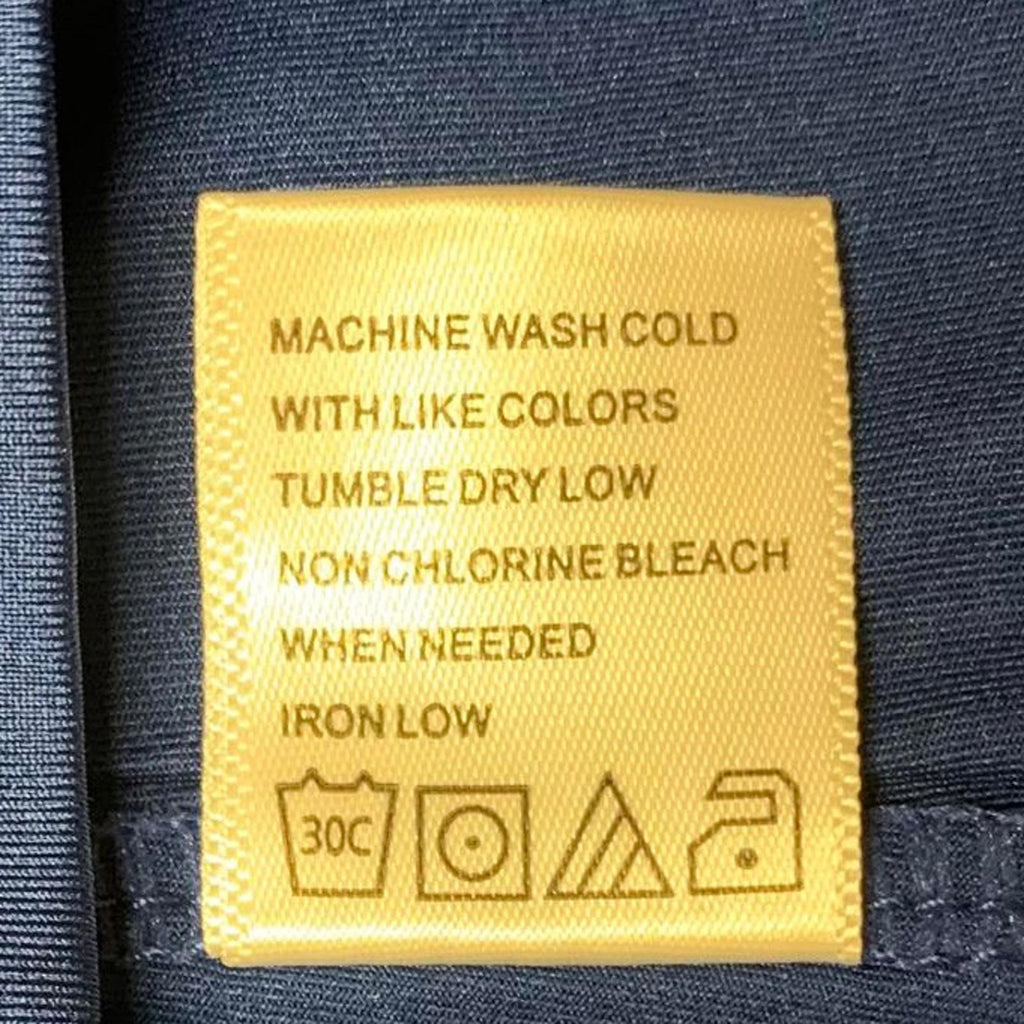 MACHINE WASH COLD
WITH LIKE COLORS
TUMBLE DRY LOW
NON CHLORINE BLEACH
WHEN NEEDED
IRON LOW
30C